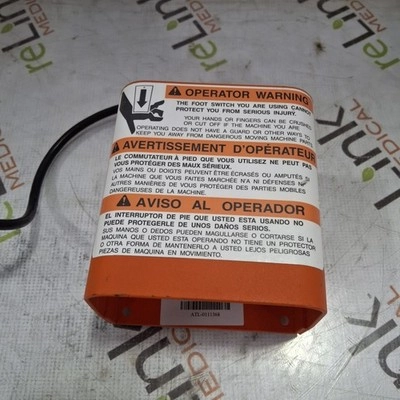 ⚠ OPERATOR WARNING
THE FOOT SWITCH YOU ARE USING CANNOT
PROTECT YOU FROM SERIOUS INJURY.
YOUR HANDS OR FINGERS CAN BE CRUSHED
OR CUT OFF IF THE MACHINE YOU ARE
OPERATING DOES NOT HAVE A GUARD OR OTHER WAYS TO
KEEP YOU AWAY FROM DANGEROUS MOVING MACHINE PARTS
⚠ AVERTISSEMENT D'OPÉRATEUR
LE COMMUTATEUR À PIED QUE VOUS UTILISEZ NE PEUT PAS
VOUS PROTÉGER DES MAUX SÉRIEUX.
VOS MAINS OU DOIGTS PEUVENT ÊTRE ÉCRASÉS OU AMPUTÉS SI
LA MACHINE QUE VOUS FAITES MARCHÉE N'A NI DÉFENSES NI
AUTRES MANIÈRES DE VOUS PROTÉGER DES PARTIES MOBILES
DANGEREUSES DE LA MACHINE.
⚠ AVISO AL OPERADOR
EL INTERRUPTOR DE PIE QUE USTED ESTA USANDO NO
PUEDE PROTEGERLE DE UNOS DAÑOS SERIOS.
SUS MANOS O DEDOS PUEDEN MAGULLARSE O CORTARSE SI LA
MAQUINA QUE USTED ESTA OPERANDO NO TIENE UN PROTECTOR
O OTRA FORMA DE MANTENERLO A USTED LEJOS PELIGROSAS
PIEZAS DE MAQUINA EN MOVIMIENTO.
reLink
MEDICAL
reLink
MEDICAL